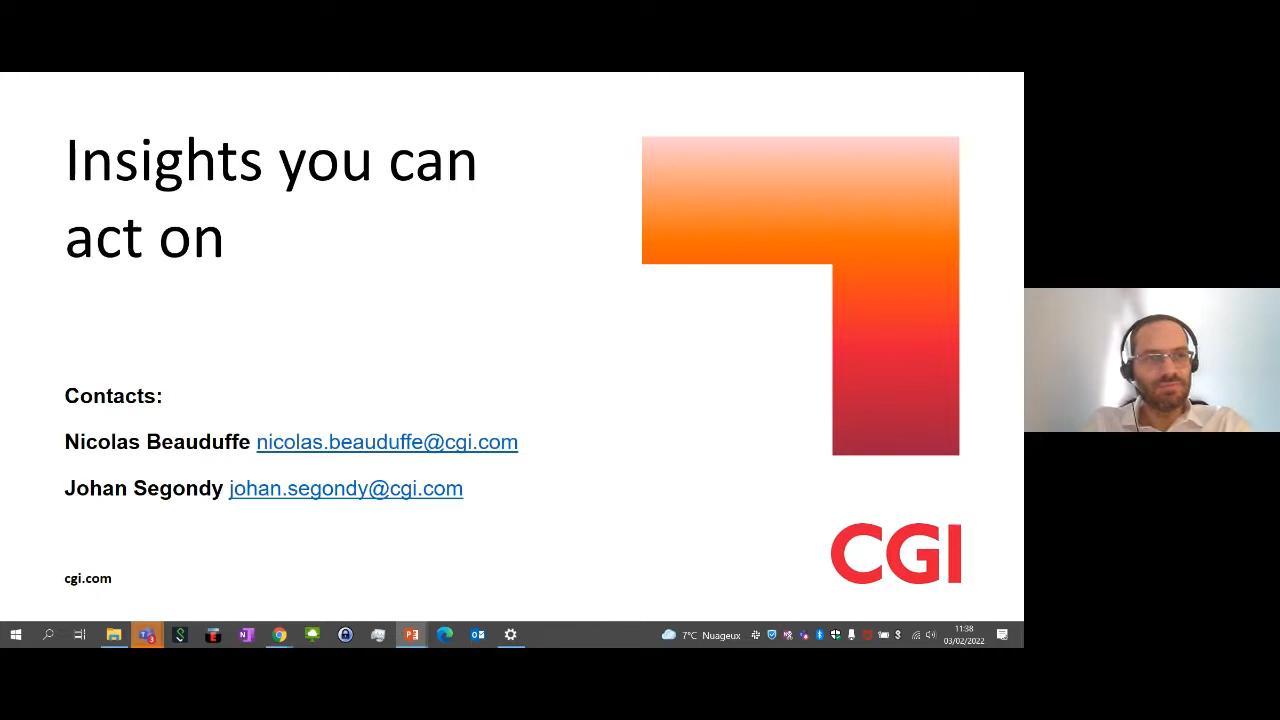 Insights you can
act on
Contacts:
Nicolas Beauduffe nicolas.beauduffe@cgi.com
Johan Segondy johan.segondy@cgi.com
cgi.com
CGI
7°C Nuageux
11:38
03/02/2022